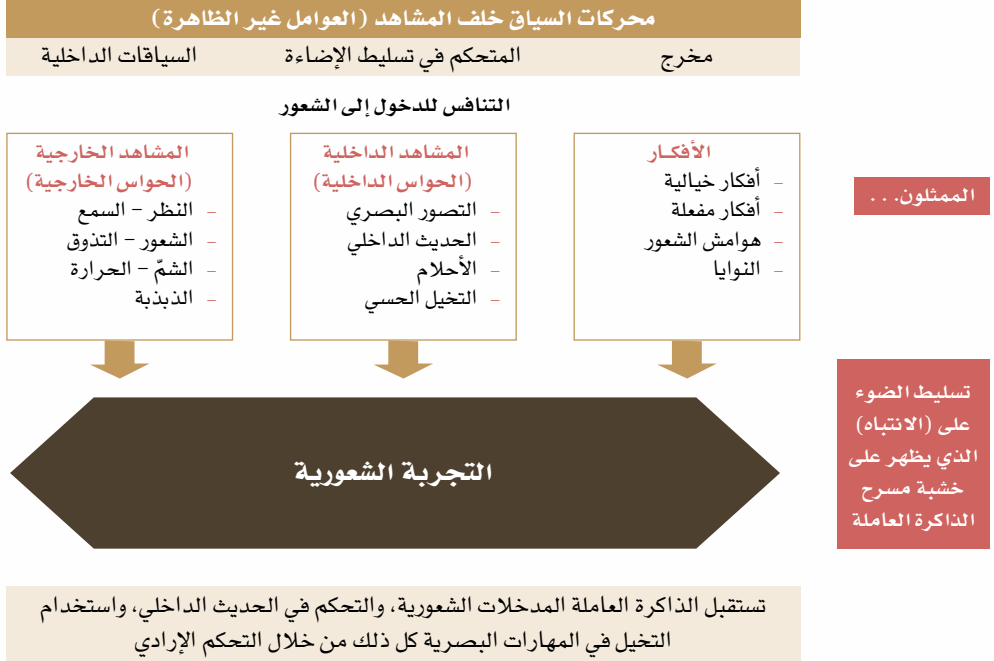 محركات السياق خلف المشاهد (العوامل غير الظاهرة)
مخرج
المتحكم في تسليط الإضاءة
السياقات الداخلية
التنافس للدخول إلى الشعور
الممثلون...
الأفكـار
– أفكار خيالية
– أفكار مفعلة
– هوامش الشعور
– النوايا
المشاهد الداخلية
(الحواس الداخلية)
– التصور البصري
– الحديث الداخلي
– الأحلام
– التخيل الحسي
المشاهد الخارجية
(الحواس الخارجية)
– النظر – السمع
– الشعور – التذوق
– الشمّ – الحرارة
– الذبذبة
تسليط الضوء
على (الانتباه)
الذي يظهر على
خشبة مسرح
الذاكرة العاملة
التجربة الشعورية
تستقبل الذاكرة العاملة المدخلات الشعورية، والتحكم في الحديث الداخلي، واستخدام
التخيل في المهارات البصرية كل ذلك من خلال التحكم الإرادي